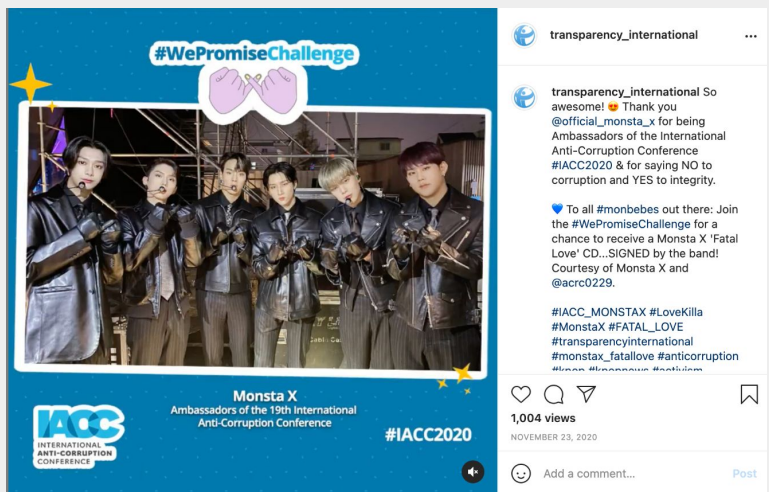 #WePromiseChallenge
Monsta X
Ambassadors of the 19th International
Anti-Corruption Conference
IACC
INTERNATIONAL
ANTI-CORRUPTION
CONFERENCE
#IACC2020
transparency_international
transparency_international So
awesome! 😍 Thank you
@official_monsta_x for being
Ambassadors of the International
Anti-Corruption Conference
#IACC2020 & for saying NO to
corruption and YES to integrity.
💙 To all #monbebes out there: Join
the #WePromiseChallenge for a
chance to receive a Monsta X 'Fatal
Love' CD...SIGNED by the band!
Courtesy of Monsta X and
@acrc0229.
#IACC_MONSTAX #LoveKilla
#MonstaX #FATAL_LOVE
#transparencyinternational
#monstax_fatallove #anticorruption
#kpop #kpopnews #activism
1,004 views
NOVEMBER 23, 2020
Add a comment...
Post